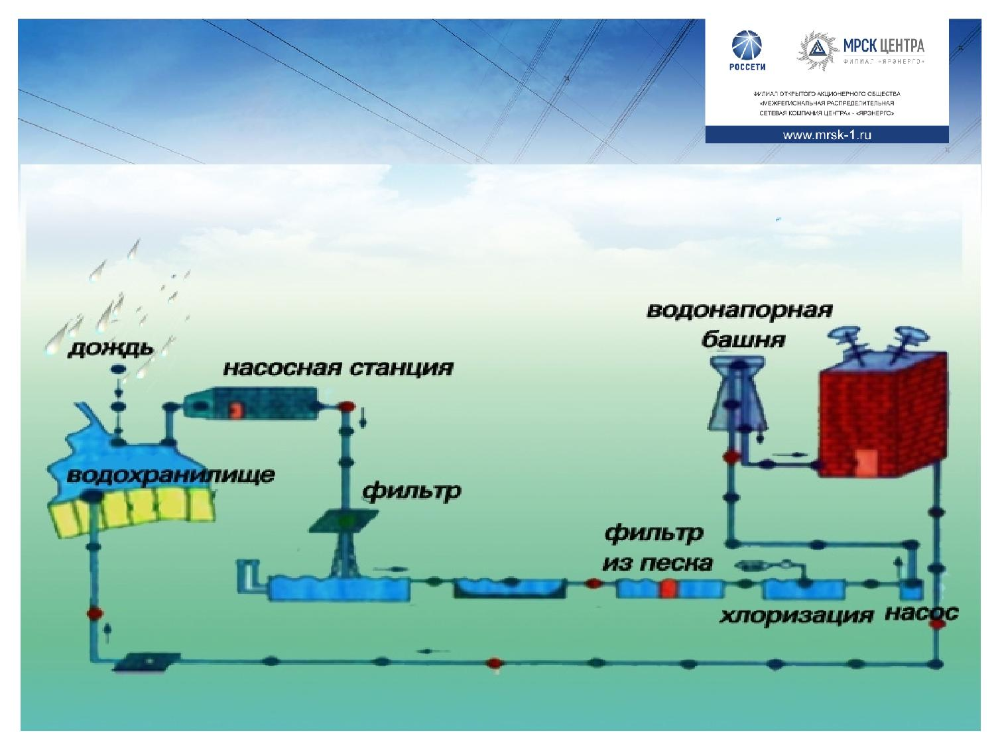 РОССЕТИ
МРСК ЦЕНТРА
ФИЛИАЛ «ЯРЭНЕРГО»
ФИЛИАЛ ОТКРЫТОГО АКЦИОНЕРНОГО ОБЩЕСТВА
«МЕЖРЕГИОНАЛЬНАЯ РАСПРЕДЕЛИТЕЛЬНАЯ
СЕТЕВАЯ КОМПАНИЯ ЦЕНТРА» - «ЯРЭНЕРГО»
www.mrsk-1.ru
водонапорная
башня
дождь
насосная станция
водохранилище
фильтр
фильтр
из песка
хлоризация
насос